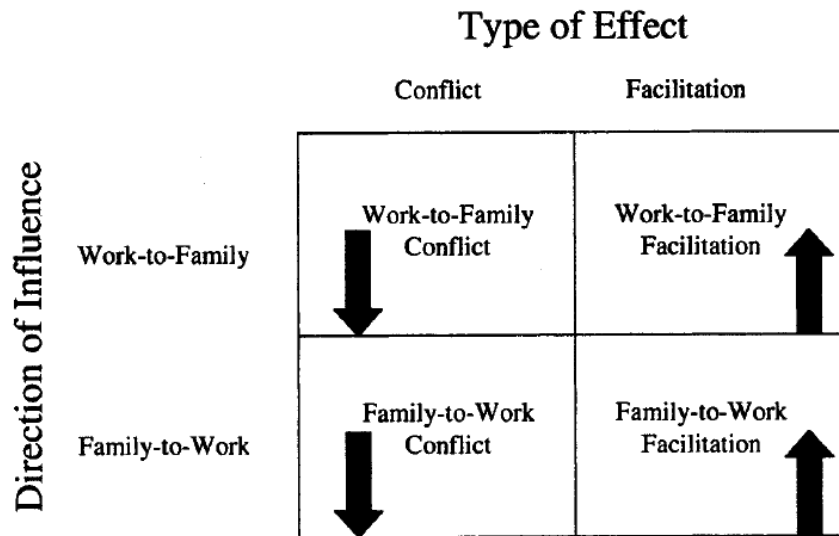 Type of Effect
Conflict
Facilitation
Direction of Influence
Work-to-Family
Work-to-Family
Conflict
Work-to-Family
Facilitation
Family-to-Work
Family-to-Work
Conflict
Family-to-Work
Facilitation